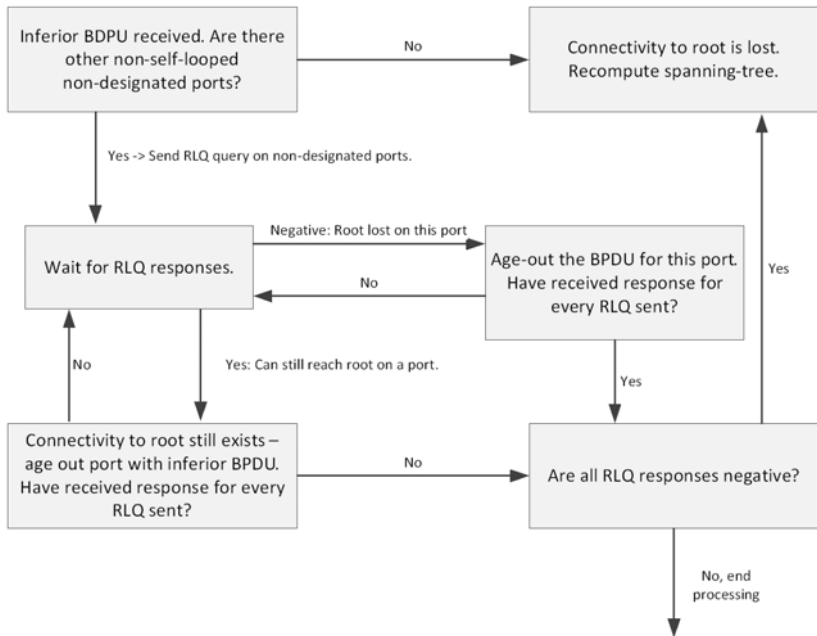 Inferior BDPU received. Are there
other non-self-looped
non-designated ports?
No
Connectivity to root is lost.
Recompute spanning-tree.
Yes -> Send RLQ query on non-designated ports.
Wait for RLQ responses.
Negative: Root lost on this port
No
Age-out the BPDU for this port.
Have received response for
every RLQ sent?
Yes
No
Yes: Can still reach root on a port.
Yes
Connectivity to root still exists –
age out port with inferior BPDU.
Have received response for every
RLQ sent?
No
Are all RLQ responses negative?
No, end
processing